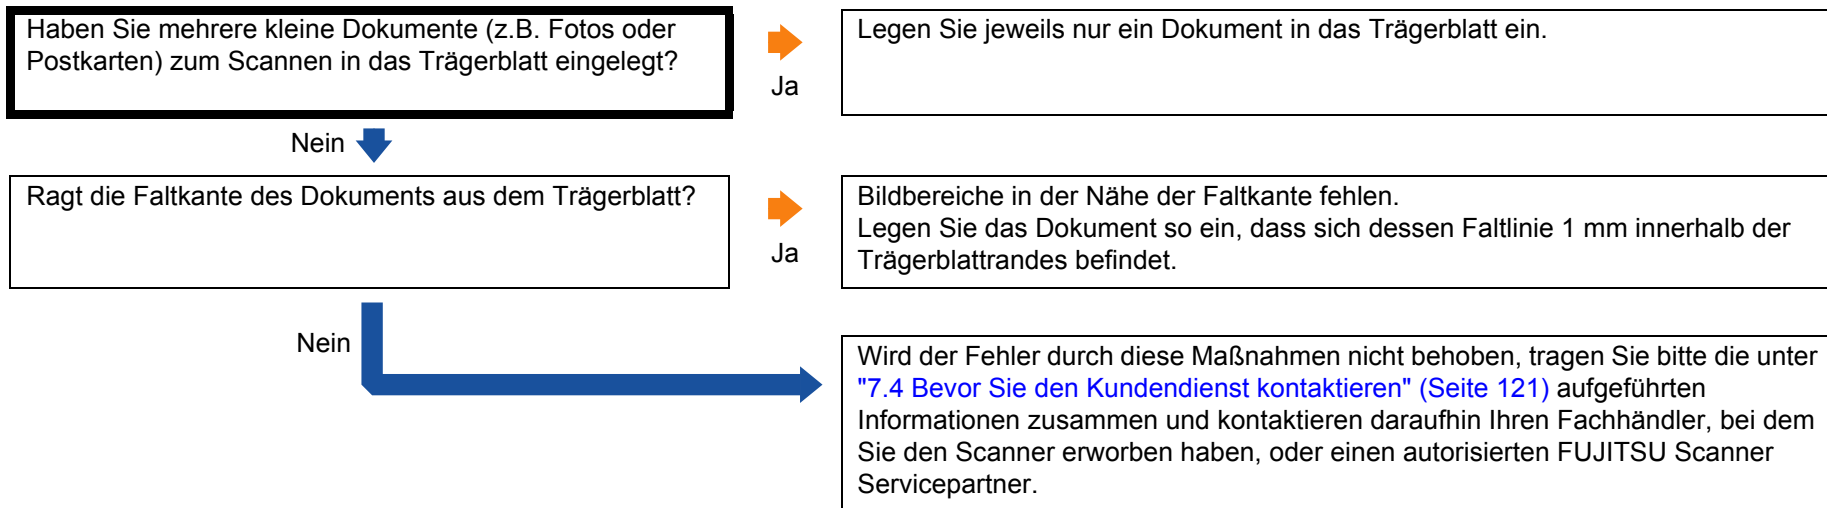 Haben Sie mehrere kleine Dokumente (z.B. Fotos oder
Postkarten) zum Scannen in das Trägerblatt eingelegt?
Ja
Legen Sie jeweils nur ein Dokument in das Trägerblatt ein.
Nein
Ragt die Faltkante des Dokuments aus dem Trägerblatt?
Ja
Bildbereiche in der Nähe der Faltkante fehlen.
Legen Sie das Dokument so ein, dass sich dessen Faltlinie 1 mm innerhalb der
Trägerblattrandes befindet.
Nein
Wird der Fehler durch diese Maßnahmen nicht behoben, tragen Sie bitte die unter
"7.4 Bevor Sie den Kundendienst kontaktieren" (Seite 121) aufgeführten
Informationen zusammen und kontaktieren daraufhin Ihren Fachhändler, bei dem
Sie den Scanner erworben haben, oder einen autorisierten FUJITSU Scanner
Servicepartner.